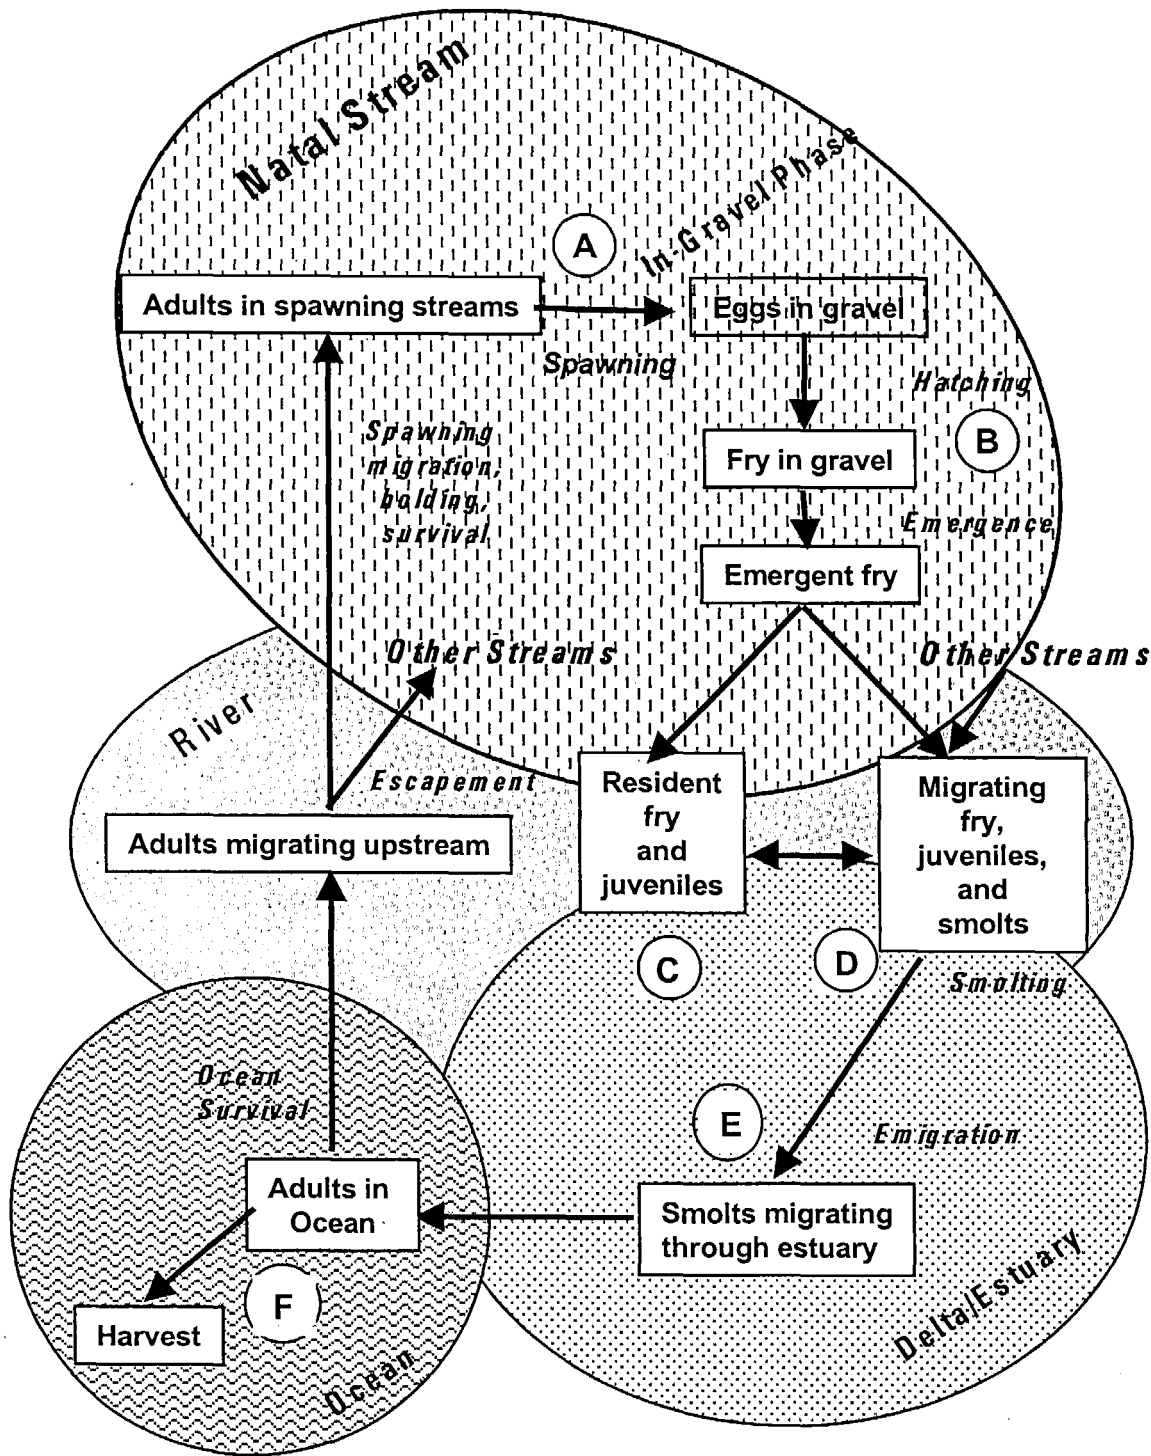 Natal Stream
In-Gravel Phase
A
Adults in spawning streams
Eggs in gravel
Spawning
Hatching
B
Spawning
migration,
holding,
survival
Fry in gravel
Emergence
Emergent fry
Other Streams
Other Streams
River
Escapement
Resident
fry
and
juveniles
Migrating
fry,
juveniles,
and
smolts
Adults migrating upstream
C
D
Smolting
Ocean
Survival
E
Emigration
Adults in
Ocean
Smolts migrating
through estuary
F
Harvest
Ocean
Delta/Estuary